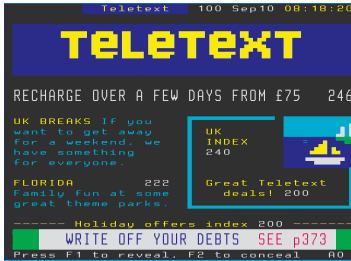 Teletext 100 Sep10 08:18:20
TELETEXT
RECHARGE OVER A FEW DAYS FROM £75 246
UK BREAKS If you
want to get away
for a weekend, we
have something
for everyone.
FLORIDA 222
Family fun at some
great theme parks.
UK
INDEX
240
Great Teletext
deals! 200
Holiday offers index 200
WRITE OFF YOUR DEBTS SEE p373
Press F1 to reveal, F2 to conceal A0